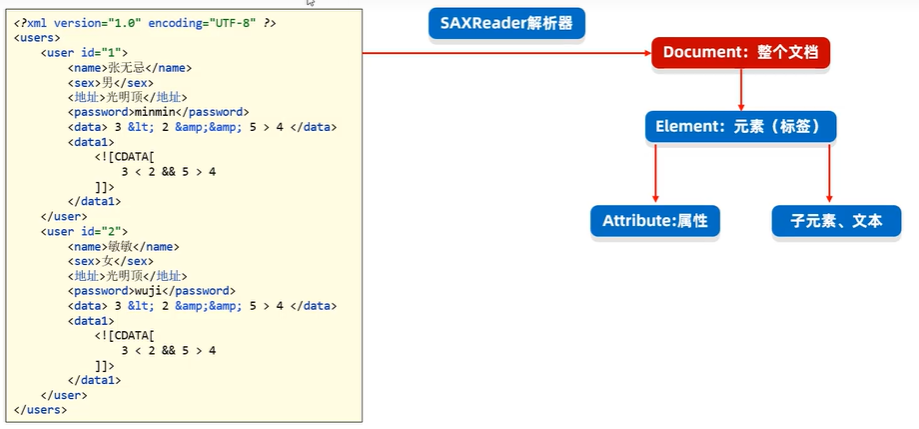 <?xml version="1.0" encoding="UTF-8" ?>
<users>
    <user id="1">
        <name>张无忌</name>
        <sex>男</sex>
        <地址>光明顶</地址>
        <password>minmin</password>
        <data> 3 &lt; 2 &amp;&amp; 5 > 4 </data>
        <data1>
            <![CDATA[
                3 < 2 && 5 > 4
            ]]>
        </data1>
    </user>
    <user id="2">
        <name>敏敏</name>
        <sex>女</sex>
        <地址>光明顶</地址>
        <password>wuji</password>
        <data> 3 &lt; 2 &amp;&amp; 5 > 4 </data>
        <data1>
            <![CDATA[
                3 < 2 && 5 > 4
            ]]>
        </data1>
    </user>
</users>
SAXReader解析器
Document：整个文档
Element：元素（标签）
Attribute:属性
子元素、文本